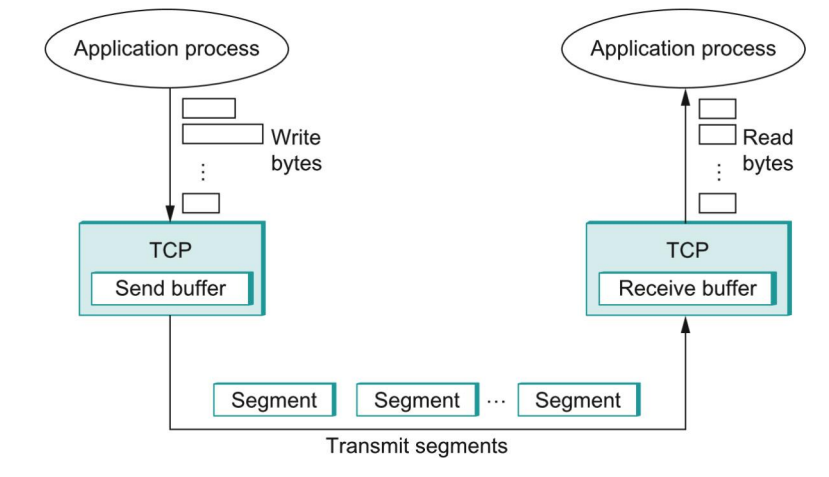 Application process
Application process
Write
bytes
⋮
Read
bytes
⋮
TCP
Send buffer
TCP
Receive buffer
Segment
Segment
...
Segment
Transmit segments